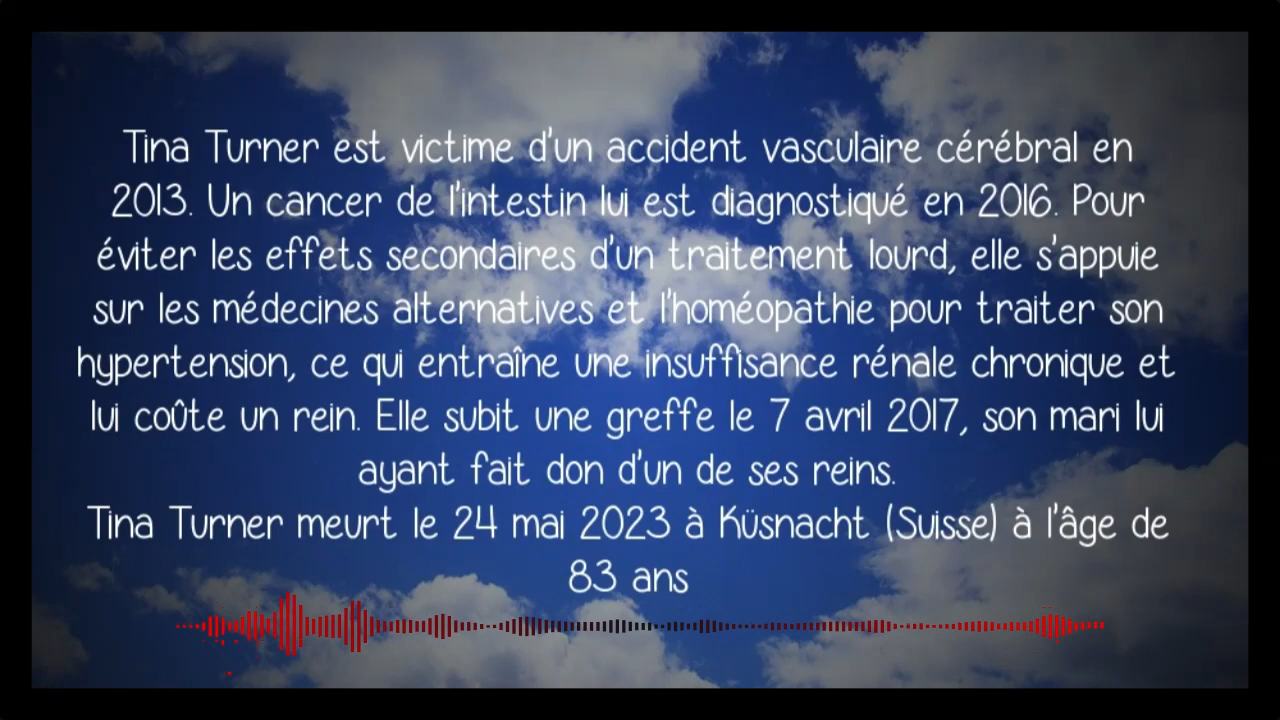 Tina Turner est victime d'un accident vasculaire cérébral en
2013. Un cancer de l'intestin lui est diagnostiqué en 2016. Pour
éviter les effets secondaires d'un traitement lourd, elle s'appuie
sur les médecines alternatives et l'homéopathie pour traiter son
hypertension, ce qui entraîne une insuffisance rénale chronique et
lui coûte un rein. Elle subit une greffe le 7 avril 2017, son mari lui
ayant fait don d'un de ses reins.
Tina Turner meurt le 24 mai 2023 à Küsnacht (Suisse) à l'âge de
83 ans